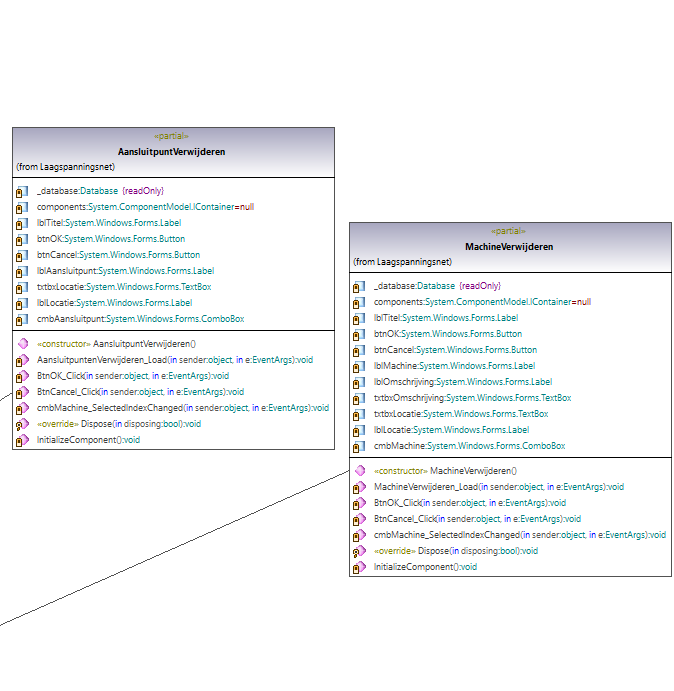 «partial»
AansluitpuntVerwijderen
(from Laagspanningsnet)
_database:Database {readOnly}
components:System.ComponentModel.IContainer=null
lblTitel:System.Windows.Forms.Label
btnOK:System.Windows.Forms.Button
btnCancel:System.Windows.Forms.Button
lblAansluitpunt:System.Windows.Forms.Label
txtbxLocatie:System.Windows.Forms.TextBox
lblLocatie:System.Windows.Forms.Label
cmbAansluitpunt:System.Windows.Forms.ComboBox
«constructor» AansluitpuntVerwijderen()
AansluitpuntenVerwijderen_Load(in sender:object, in e:EventArgs):void
BtnOK_Click(in sender:object, in e:EventArgs):void
BtnCancel_Click(in sender:object, in e:EventArgs):void
cmbMachine_SelectedIndexChanged(in sender:object, in e:EventArgs):void
«override» Dispose(in disposing:bool):void
InitializeComponent():void
«partial»
MachineVerwijderen
(from Laagspanningsnet)
_database:Database {readOnly}
components:System.ComponentModel.IContainer=null
lblTitel:System.Windows.Forms.Label
btnOK:System.Windows.Forms.Button
btnCancel:System.Windows.Forms.Button
lblMachine:System.Windows.Forms.Label
lblOmschrijving:System.Windows.Forms.Label
txtbxOmschrijving:System.Windows.Forms.TextBox
txtbxLocatie:System.Windows.Forms.TextBox
lblLocatie:System.Windows.Forms.Label
cmbMachine:System.Windows.Forms.ComboBox
«constructor» MachineVerwijderen()
MachineVerwijderen_Load(in sender:object, in e:EventArgs):void
BtnOK_Click(in sender:object, in e:EventArgs):void
BtnCancel_Click(in sender:object, in e:EventArgs):void
cmbMachine_SelectedIndexChanged(in sender:object, in e:EventArgs):void
«override» Dispose(in disposing:bool):void
InitializeComponent():void